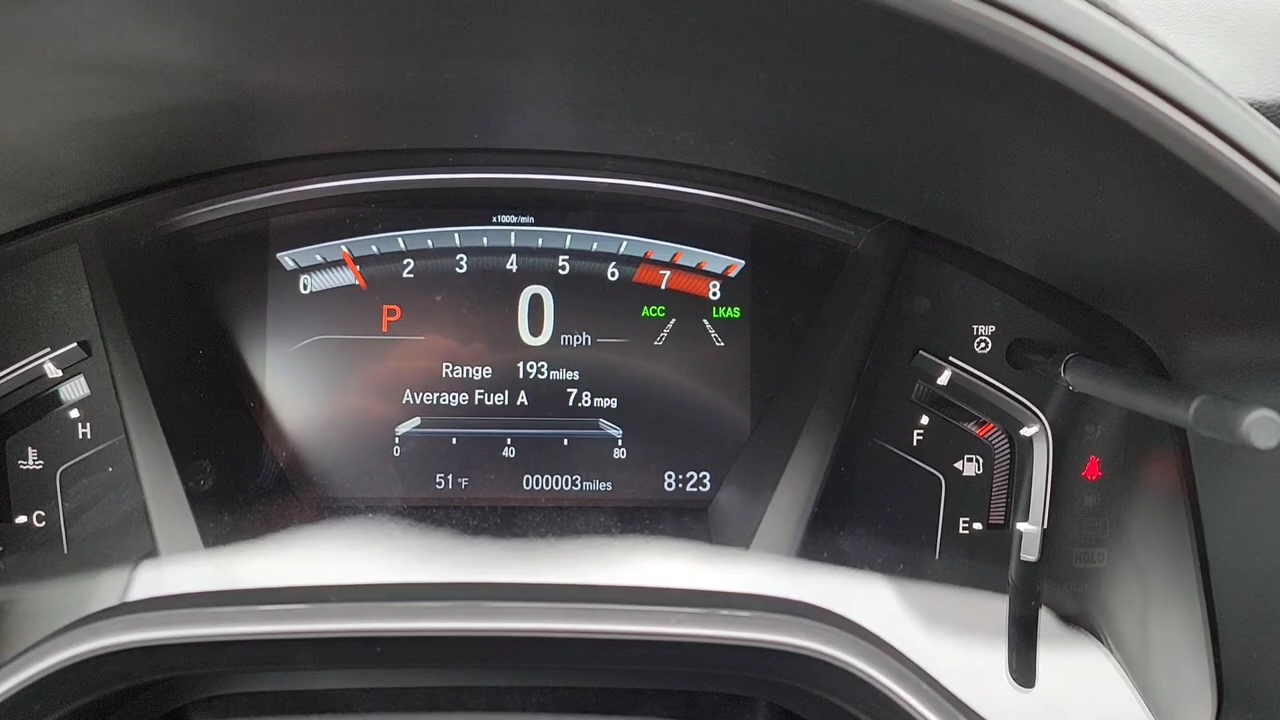 x1000r/min
0 2 3 4 5 6 7 8
P
0 mph
ACC LKAS
Range 193 miles
Average Fuel A 7.8 mpg
0 40 80
51°F 000003 miles 8:23
H
C
TRIP
F
E
HOLD